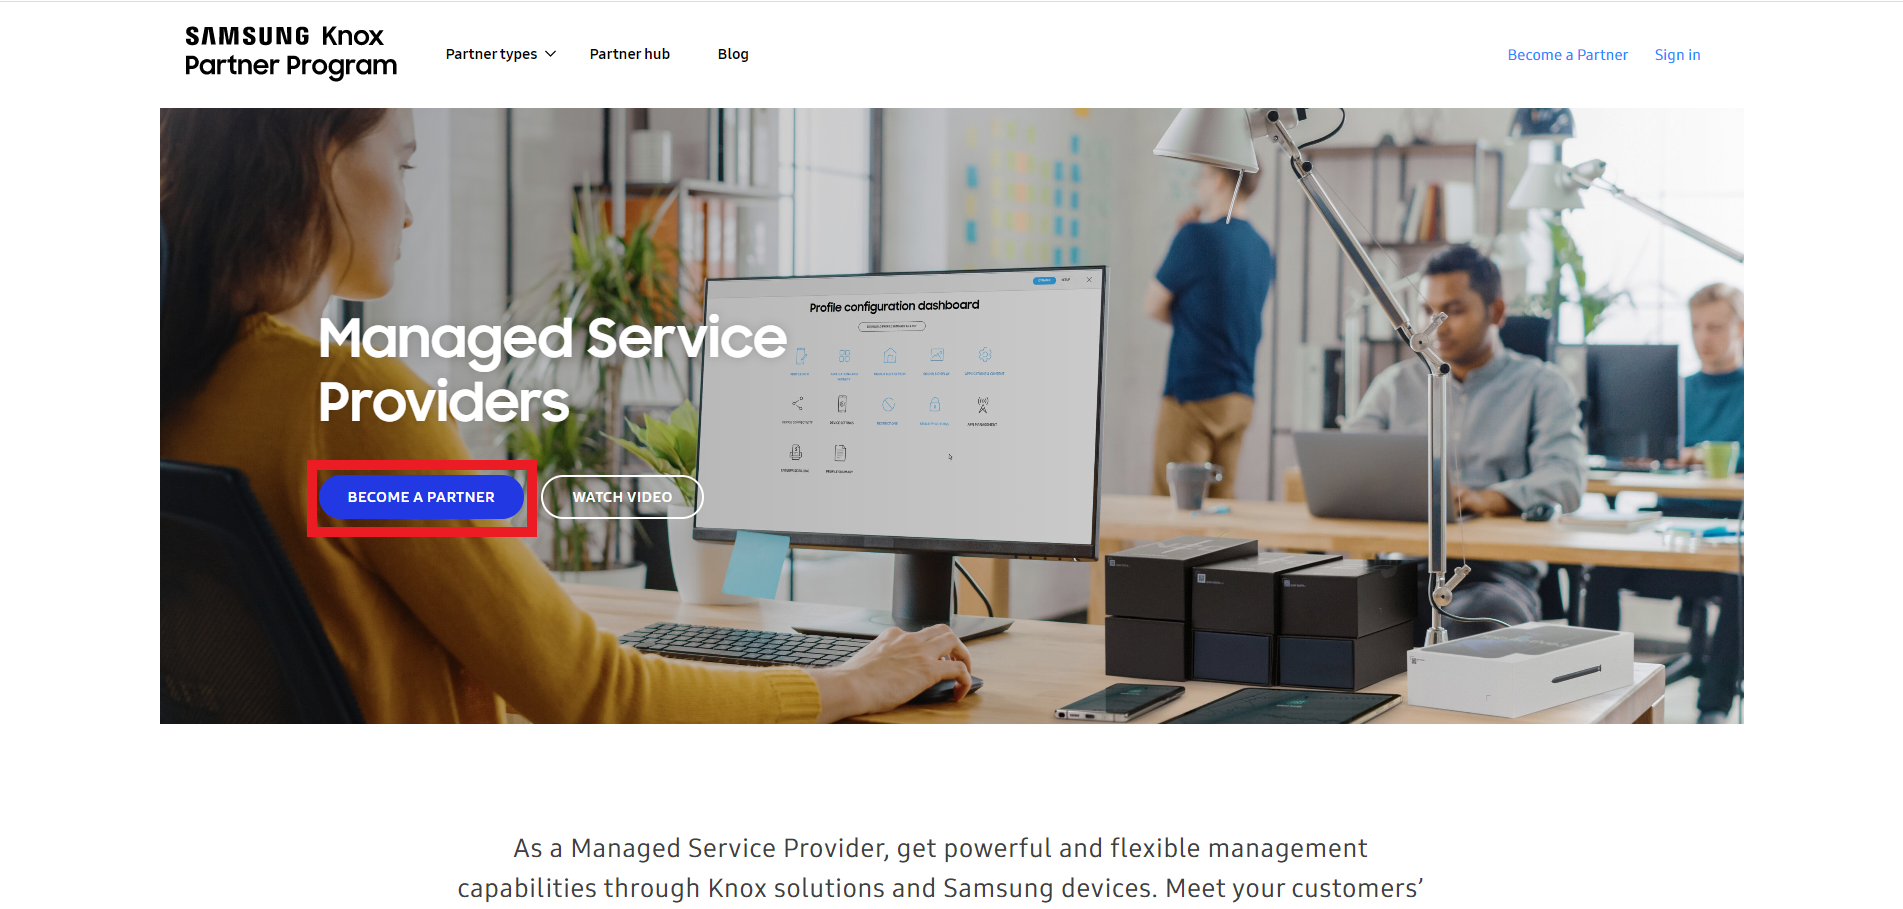 SAMSUNG Knox
Partner Program
Partner types
Partner hub
Blog
Become a Partner
Sign in
Profile configuration dashboard
Managed Service
Providers
BECOME A PARTNER
WATCH VIDEO
As a Managed Service Provider, get powerful and flexible management
capabilities through Knox solutions and Samsung devices. Meet your customers’